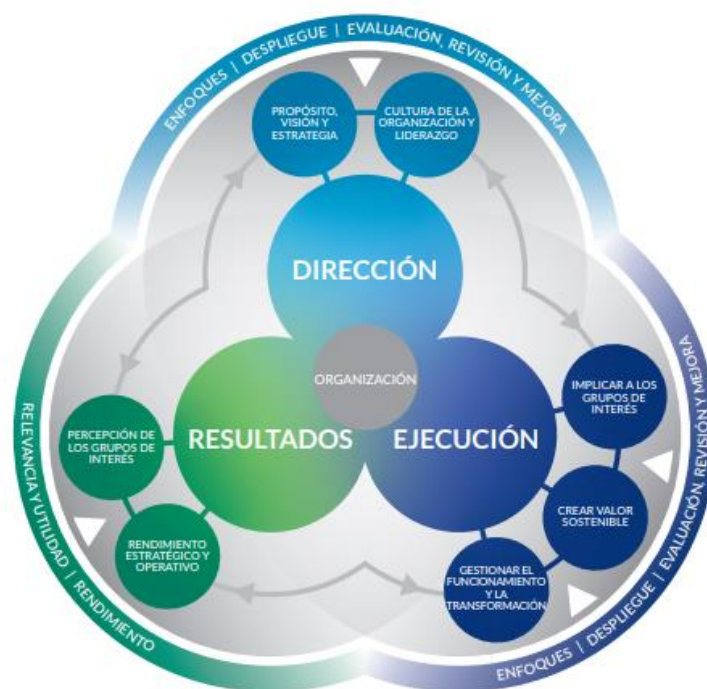 ENFOQUES | DESPLIEGUE | EVALUACIÓN, REVISIÓN Y MEJORA
PROPÓSITO,
VISIÓN Y
ESTRATEGIA
CULTURA DE LA
ORGANIZACIÓN Y
LIDERAZGO
DIRECCIÓN
ORGANIZACIÓN
RESULTADOS
EJECUCIÓN
IMPLICAR A LOS
GRUPOS DE
INTERÉS
CREAR VALOR
SOSTENIBLE
GESTIONAR EL
FUNCIONAMIENTO
Y LA
TRANSFORMACIÓN
ENFOQUES | DESPLIEGUE | EVALUACIÓN, REVISIÓN Y MEJORA
PERCEPCIÓN DE
LOS GRUPOS DE
INTERÉS
RENDIMIENTO
ESTRATÉGICO Y
OPERATIVO
RELEVANCIA Y UTILIDAD | RENDIMIENTO